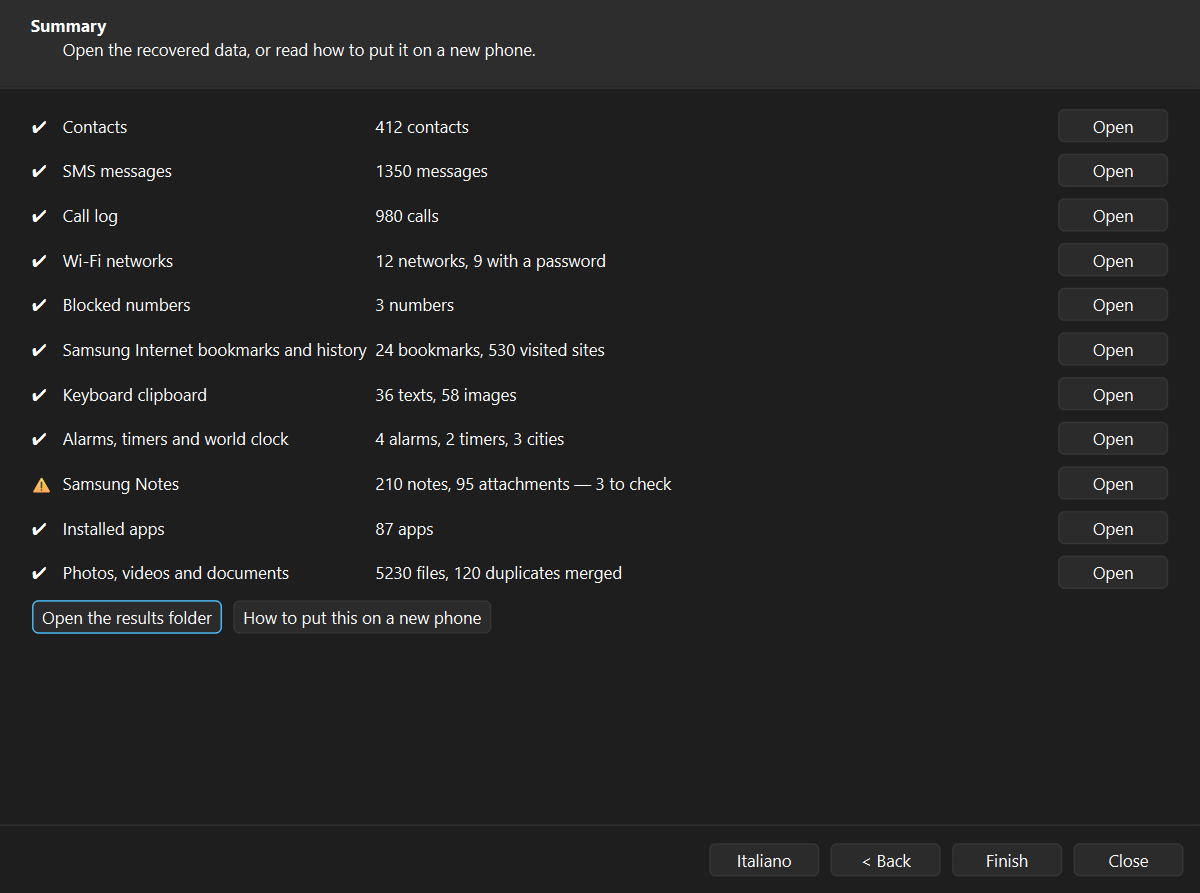 Summary
Open the recovered data, or read how to put it on a new phone.
✔ Contacts 412 contacts Open
✔ SMS messages 1350 messages Open
✔ Call log 980 calls Open
✔ Wi-Fi networks 12 networks, 9 with a password Open
✔ Blocked numbers 3 numbers Open
✔ Samsung Internet bookmarks and history 24 bookmarks, 530 visited sites Open
✔ Keyboard clipboard 36 texts, 58 images Open
✔ Alarms, timers and world clock 4 alarms, 2 timers, 3 cities Open
⚠ Samsung Notes 210 notes, 95 attachments — 3 to check Open
✔ Installed apps 87 apps Open
✔ Photos, videos and documents 5230 files, 120 duplicates merged Open
Open the results folder How to put this on a new phone
Italiano < Back Finish Close